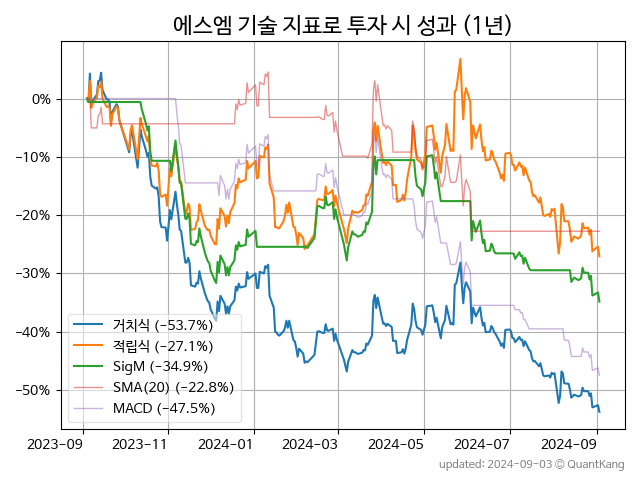 에스엠 기술 지표로 투자 시 성과 (1년)
0%
−10%
−20%
−30%
−40%
−50%
거치식 (−53.7%)
적립식 (−27.1%)
SigM (−34.9%)
SMA(20) (−22.8%)
MACD (−47.5%)
2023-09 2023-11 2024-01 2024-03 2024-05 2024-07 2024-09
updated: 2024-09-03 © QuantKang